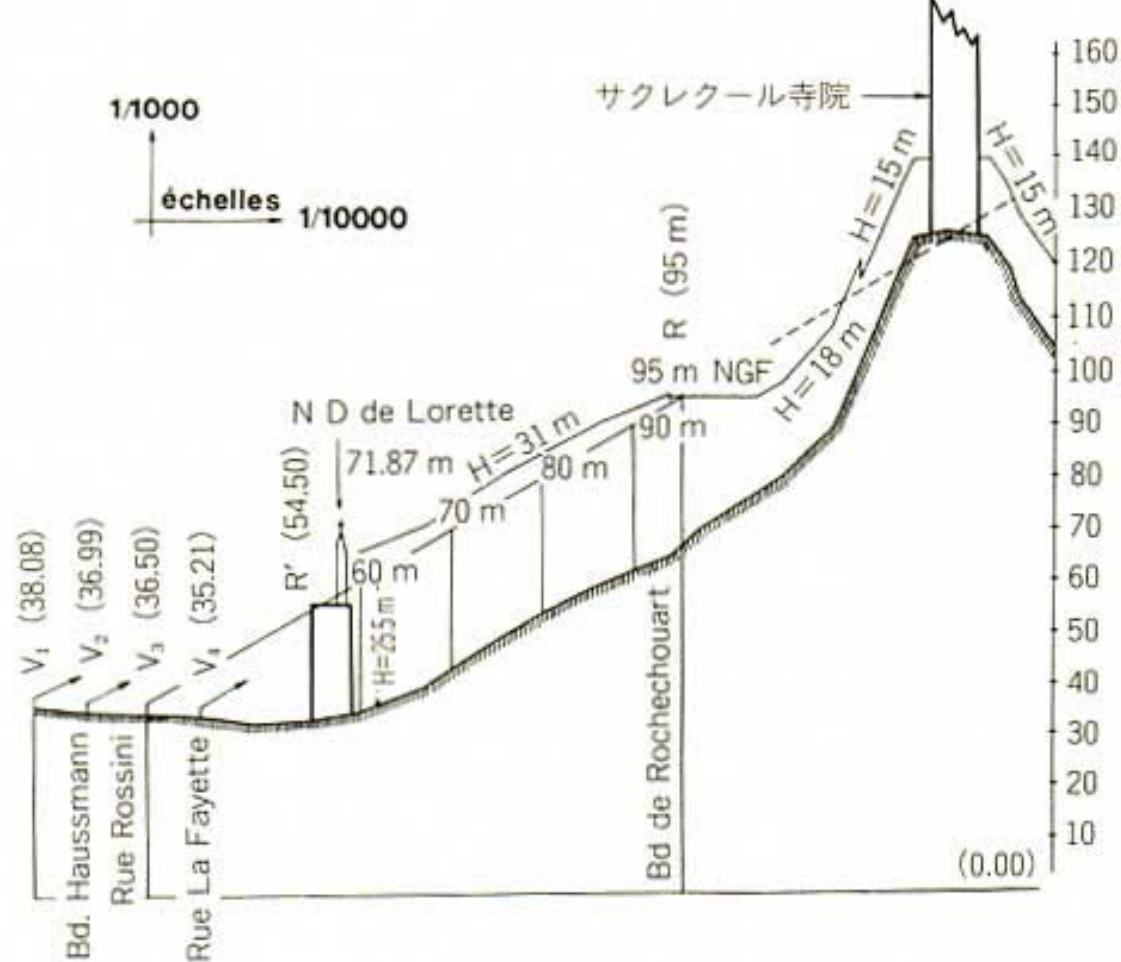 1/1000
échelles
1/10000
サクレクール寺院
H=15 m
H=15 m
R (95 m)
95 m NGF
H=18 m
N D de Lorette
71.87 m
H=31 m
90 m
80 m
70 m
60 m
H=25.5 m
R' (54.50)
V₁ (38.08)
V₂ (36.99)
V₃ (36.50)
V₄ (35.21)
Bd. Haussmann
Rue Rossini
Rue La Fayette
Bd de Rochechouart
(0.00)
160
150
140
130
120
110
100
90
80
70
60
50
40
30
20
10